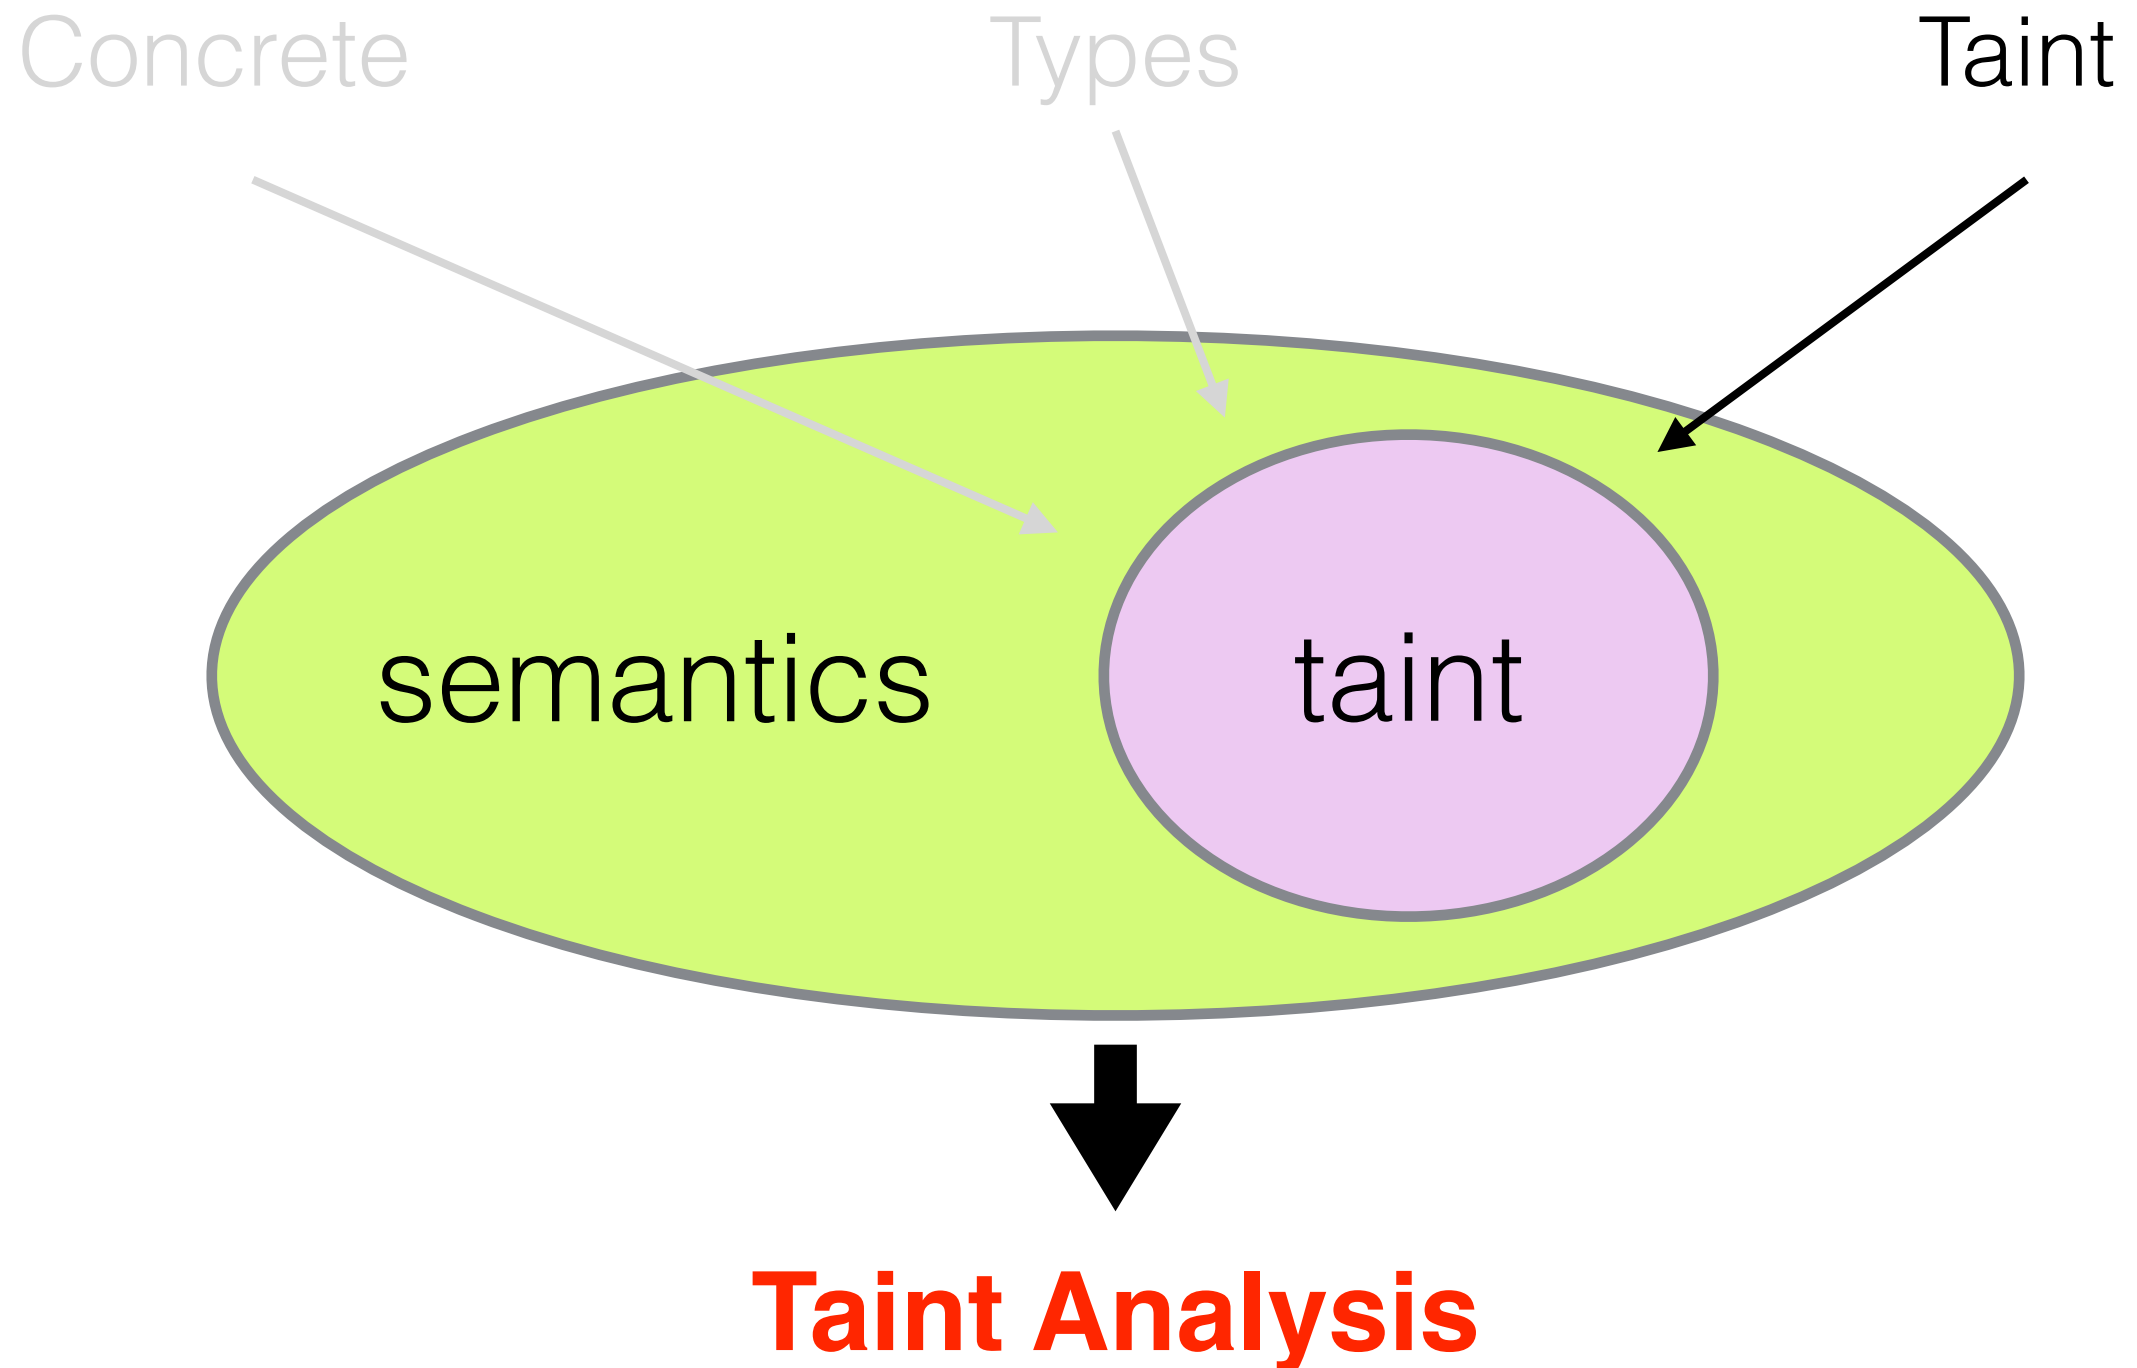 Concrete
Types
Taint
semantics
taint
Taint Analysis